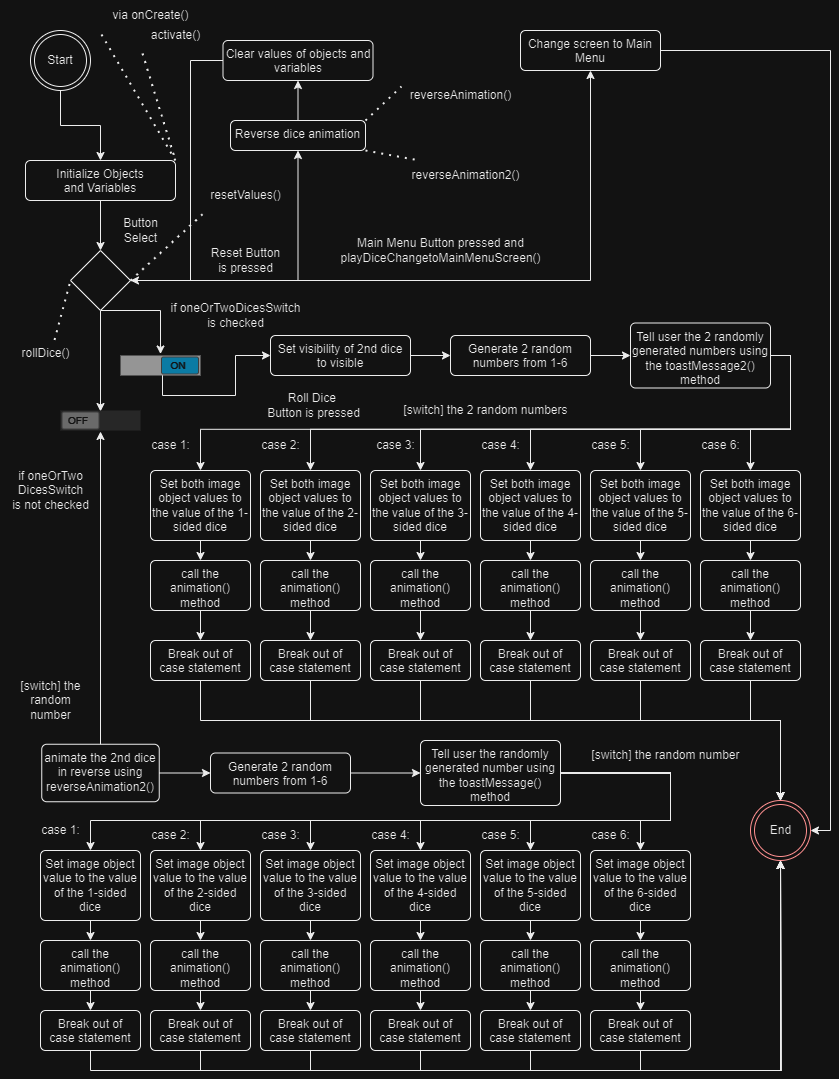 via onCreate()
activate()
Start
Clear values of objects and
variables
Change screen to Main
Menu
reverseAnimation()
Reverse dice animation
reverseAnimation2()
Initialize Objects
and Variables
resetValues()
Button
Select
Reset Button
is pressed
Main Menu Button pressed and
playDiceChangetoMainMenuScreen()
if oneOrTwoDicesSwitch
is checked
rollDice()
ON
Set visibility of 2nd dice
to visible
Generate 2 random
numbers from 1-6
Tell user the 2 randomly
generated numbers using
the toastMessage2()
method
Roll Dice
Button is pressed
[switch] the 2 random numbers
OFF
if oneOrTwo
DicesSwitch
is not checked
case 1:
case 2:
case 3:
case 4:
case 5:
case 6:
Set both image
object values to
the value of the 1-
sided dice
Set both image
object values to
the value of the 2-
sided dice
Set both image
object values to
the value of the 3-
sided dice
Set both image
object values to
the value of the 4-
sided dice
Set both image
object values to
the value of the 5-
sided dice
Set both image
object values to
the value of the 6-
sided dice
call the
animation()
method
call the
animation()
method
call the
animation()
method
call the
animation()
method
call the
animation()
method
call the
animation()
method
Break out of
case statement
Break out of
case statement
Break out of
case statement
Break out of
case statement
Break out of
case statement
Break out of
case statement
[switch] the
random
number
animate the 2nd dice
in reverse using
reverseAnimation2()
Generate 2 random
numbers from 1-6
Tell user the randomly
generated number using
the toastMessage()
method
[switch] the random number
End
case 1:
case 2:
case 3:
case 4:
case 5:
case 6:
Set image object
value to the value
of the 1-sided
dice
Set image object
value to the value
of the 2-sided
dice
Set image object
value to the value
of the 3-sided
dice
Set image object
value to the value
of the 4-sided
dice
Set image object
value to the value
of the 5-sided
dice
Set image object
value to the value
of the 6-sided
dice
call the
animation()
method
call the
animation()
method
call the
animation()
method
call the
animation()
method
call the
animation()
method
call the
animation()
method
Break out of
case statement
Break out of
case statement
Break out of
case statement
Break out of
case statement
Break out of
case statement
Break out of
case statement